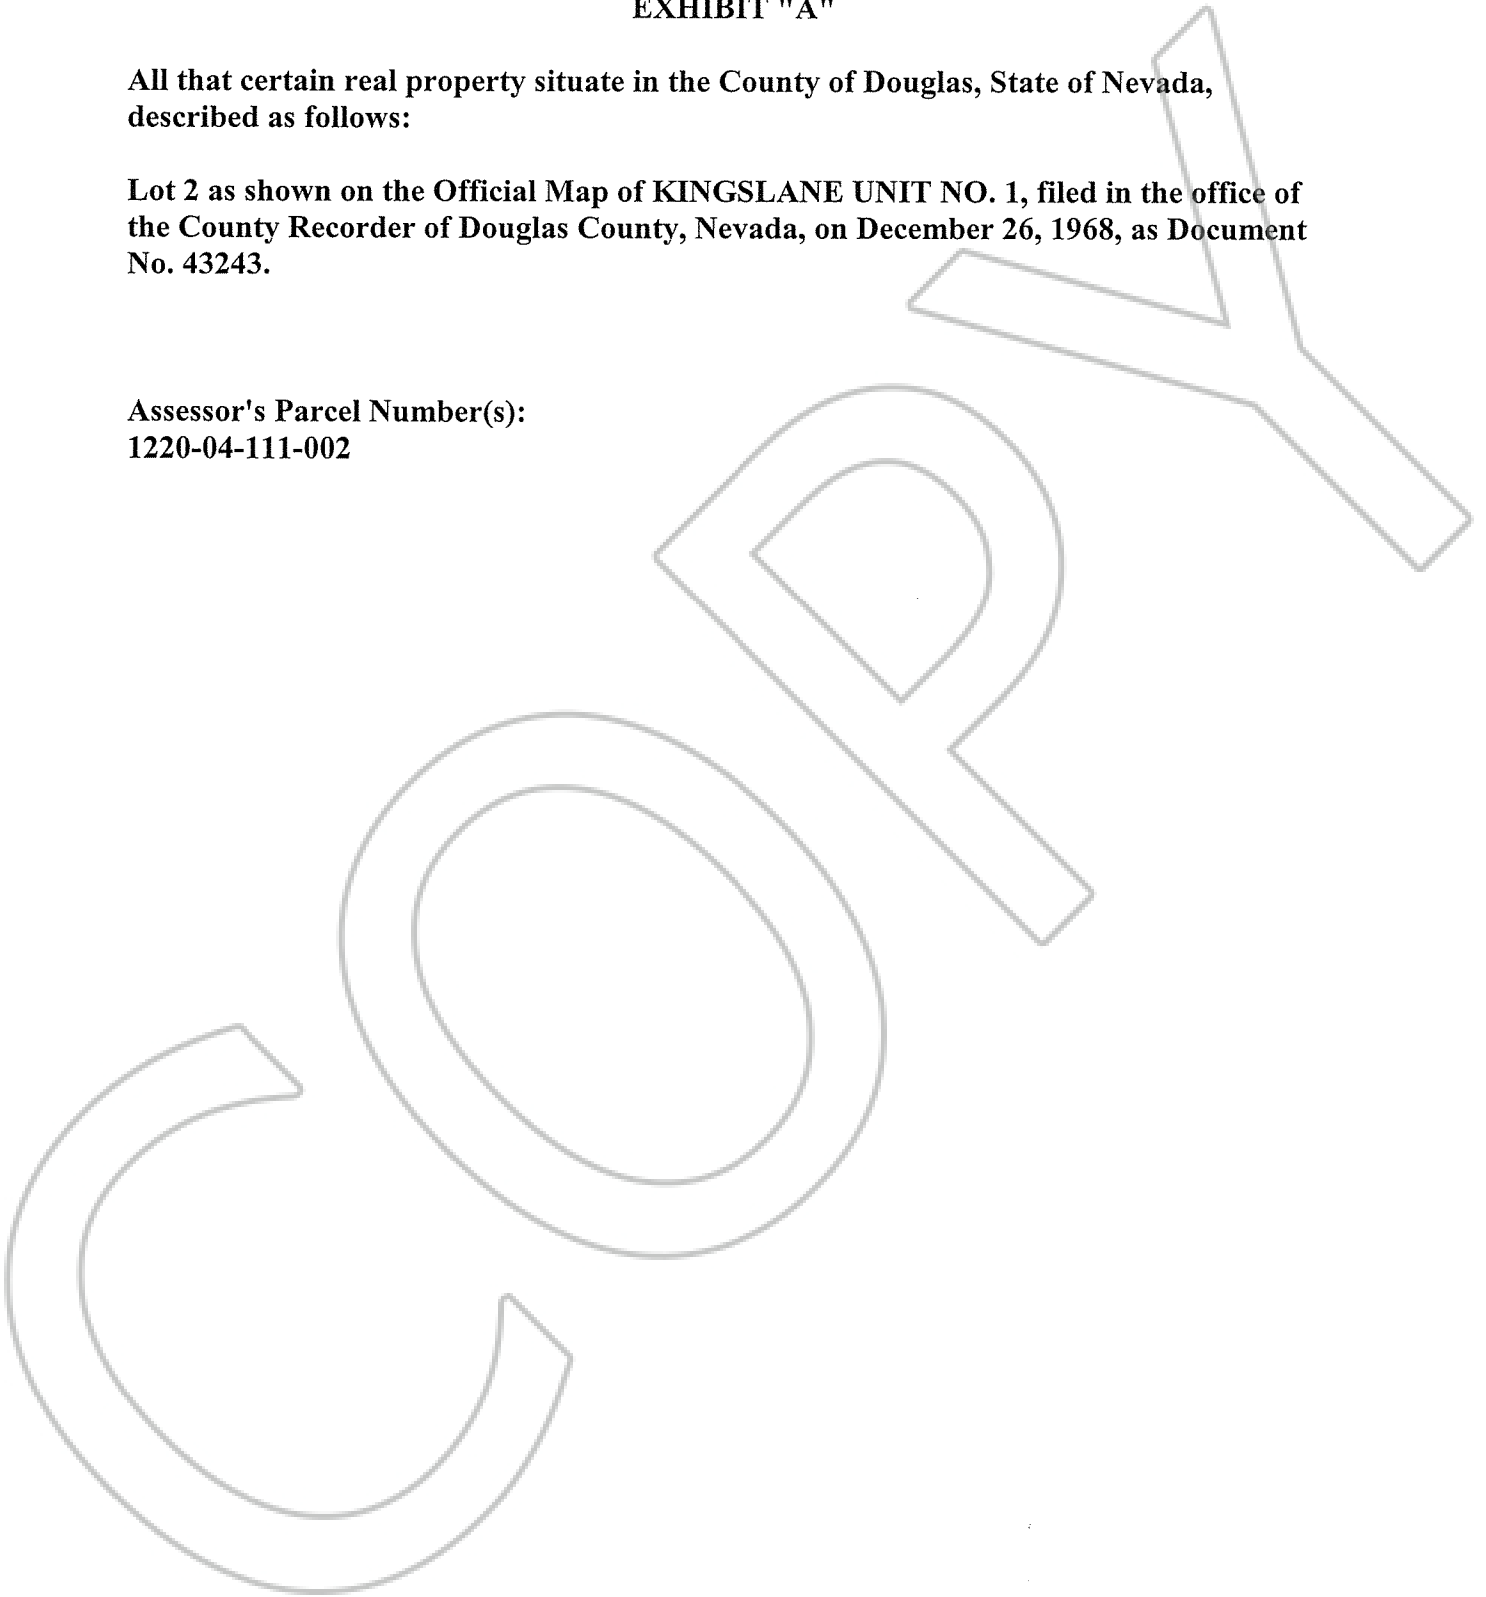 EXHIBIT "A"
All that certain real property situate in the County of Douglas, State of Nevada,
described as follows:
Lot 2 as shown on the Official Map of KINGSLANE UNIT NO. 1, filed in the office of
the County Recorder of Douglas County, Nevada, on December 26, 1968, as Document
No. 43243.
Assessor's Parcel Number(s):
1220-04-111-002
COPY